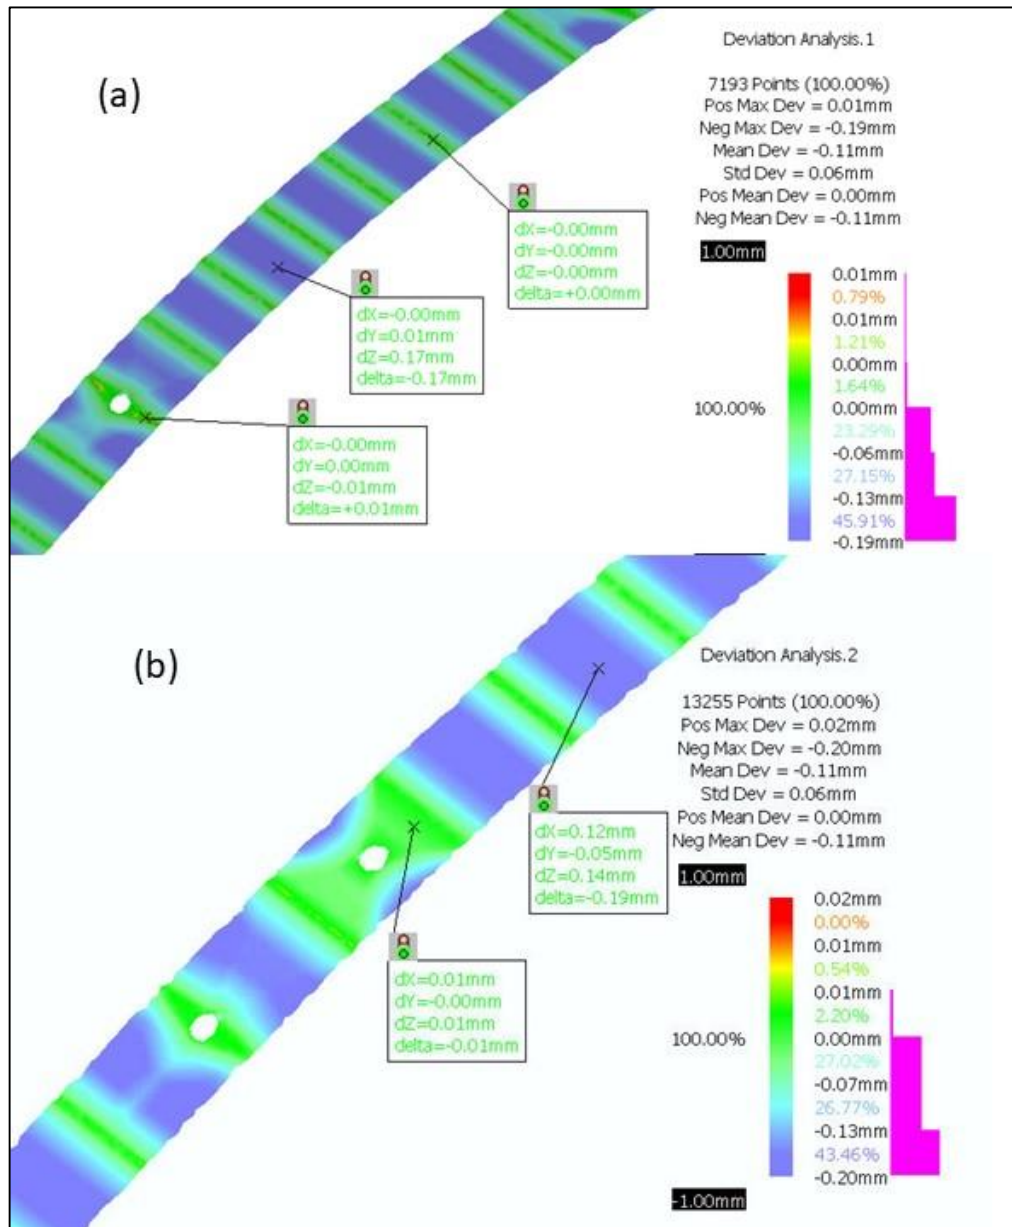 (a)
Deviation Analysis.1
7193 Points (100.00%)
Pos Max Dev = 0.01mm
Neg Max Dev = -0.19mm
Mean Dev = -0.11mm
Std Dev = 0.06mm
Pos Mean Dev = 0.00mm
Neg Mean Dev = -0.11mm
1.00mm
0.01mm
0.79%
0.01mm
1.21%
0.00mm
1.64%
100.00%
0.00mm
23.29%
-0.06mm
27.15%
-0.13mm
45.91%
-0.19mm
dX=-0.00mm
dY=-0.00mm
dZ=-0.00mm
delta=+0.00mm
dX=-0.00mm
dY=0.01mm
dZ=0.17mm
delta=-0.17mm
dX=-0.00mm
dY=0.00mm
dZ=-0.01mm
delta=+0.01mm
(b)
Deviation Analysis.2
13255 Points (100.00%)
Pos Max Dev = 0.02mm
Neg Max Dev = -0.20mm
Mean Dev = -0.11mm
Std Dev = 0.06mm
Pos Mean Dev = 0.00mm
Neg Mean Dev = -0.11mm
1.00mm
0.02mm
0.00%
0.01mm
0.54%
0.01mm
2.20%
100.00%
0.00mm
27.02%
-0.07mm
26.77%
-0.13mm
43.46%
-0.20mm
-1.00mm
dX=0.12mm
dY=-0.05mm
dZ=0.14mm
delta=-0.19mm
dX=0.01mm
dY=-0.00mm
dZ=0.01mm
delta=-0.01mm